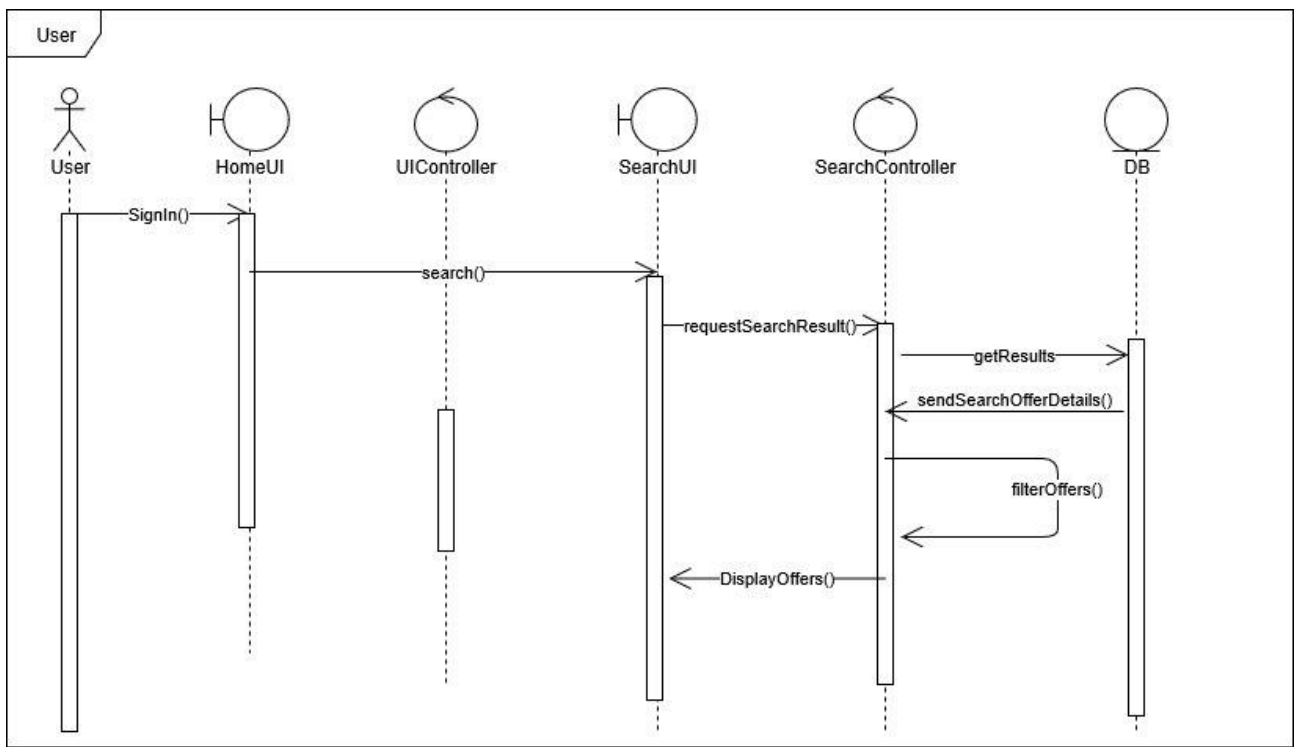 User
User
HomeUI
UIController
SearchUI
SearchController
DB
SignIn()
search()
requestSearchResult()
getResults
sendSearchOfferDetails()
filterOffers()
DisplayOffers()